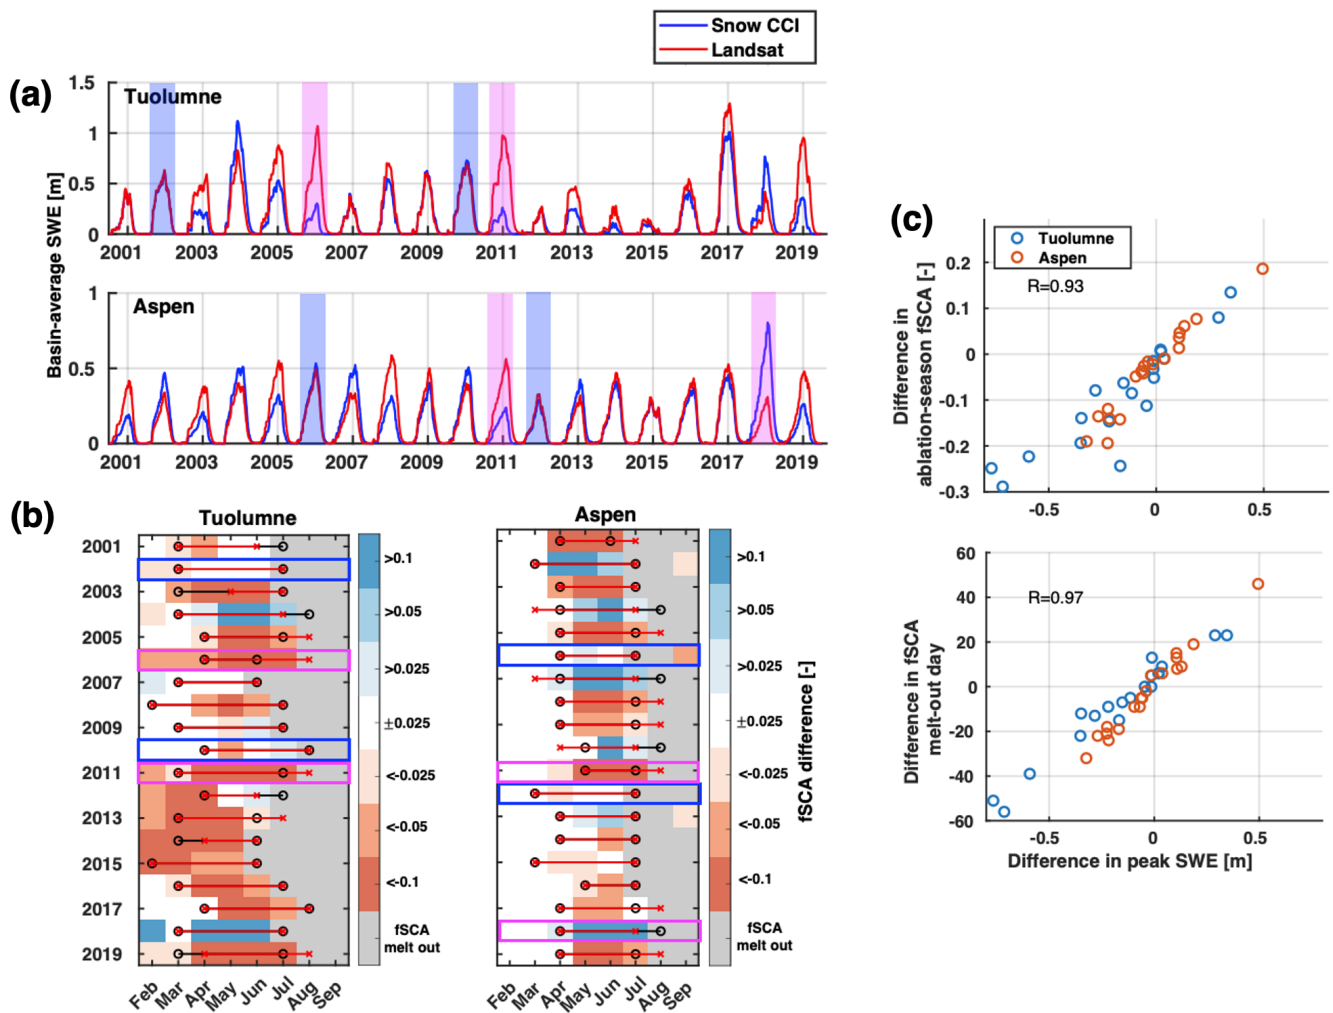 Snow CCI
Landsat
(a)
Tuolumne
1.5
1
0.5
0
2001 2003 2005 2007 2009 2011 2013 2015 2017 2019
Basin-average SWE [m]
Aspen
1
0.5
0
2001 2003 2005 2007 2009 2011 2013 2015 2017 2019
(b)
Tuolumne
2001
2003
2005
2007
2009
2011
2013
2015
2017
2019
Feb Mar Apr May Jun Jul Aug Sep
>0.1
>0.05
>0.025
±0.025
<-0.025
<-0.05
<-0.1
fSCA
melt out
Aspen
Feb Mar Apr May Jun Jul Aug Sep
>0.1
>0.05
>0.025
±0.025
<-0.025
<-0.05
<-0.1
fSCA
melt out
fSCA difference [-]
(c)
Tuolumne
Aspen
R=0.93
0.2
0.1
0
-0.1
-0.2
-0.3
-0.5 0 0.5
Difference in
ablation-season fSCA [-]
R=0.97
60
40
20
0
-20
-40
-60
-0.5 0 0.5
Difference in fSCA
melt-out day
Difference in peak SWE [m]